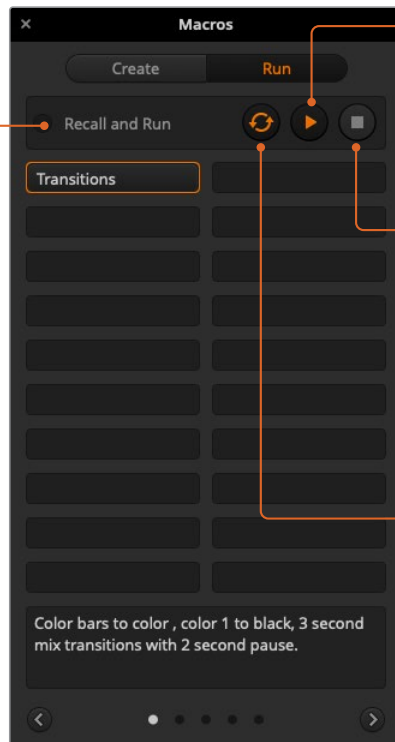 Macros
Create Run
Recall and Run
Transitions
Color bars to color , color 1 to black, 3 second
mix transitions with 2 second pause.